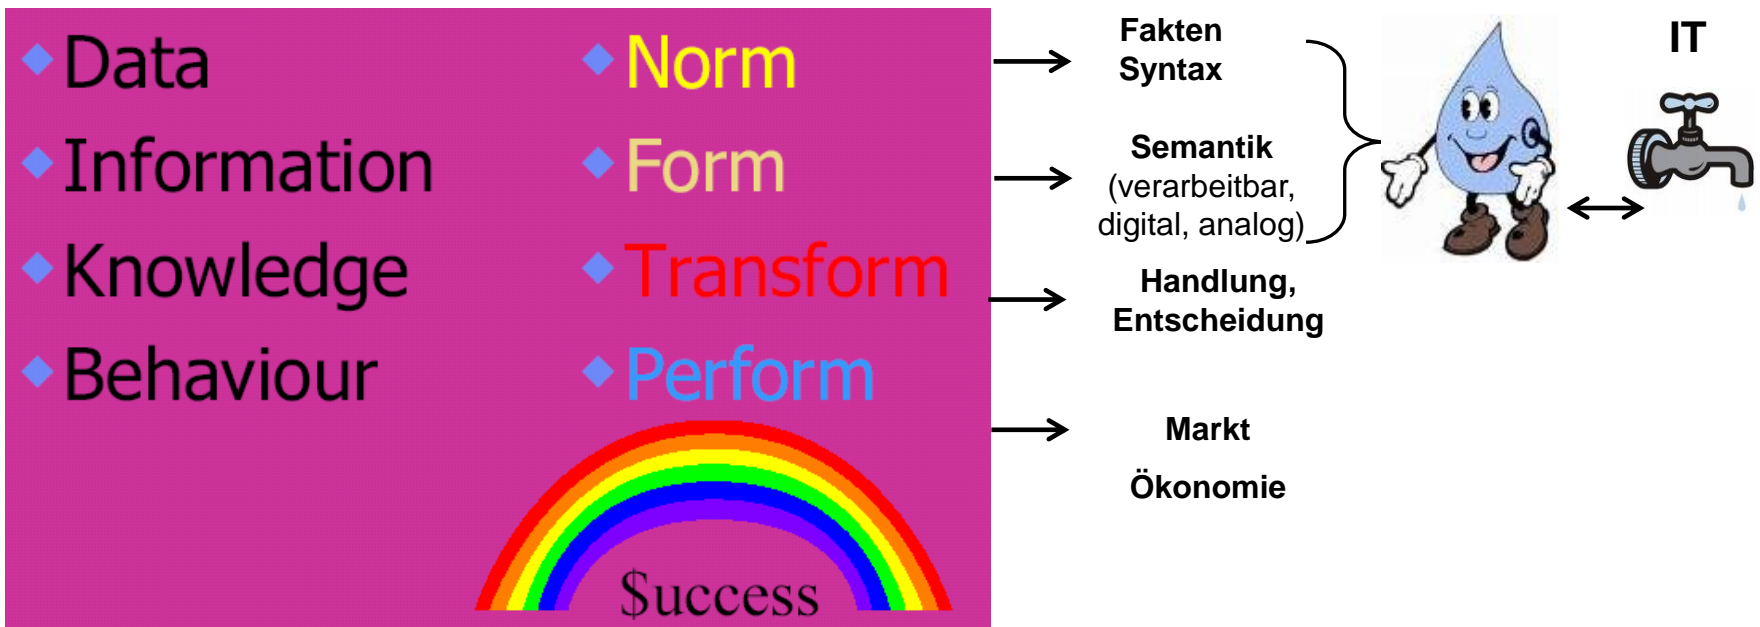 Data
Norm
Information
Form
Knowledge
Transform
Behaviour
Perform
$uccess
Fakten
Syntax
Semantik
(verarbeitbar,
digital, analog)
Handlung,
Entscheidung
Markt
Ökonomie
IT